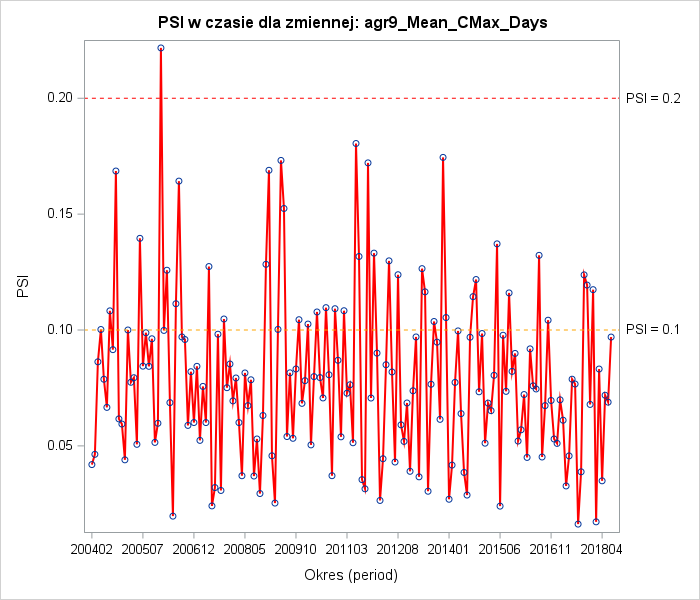 PSI w czasie dla zmiennej: agr9_Mean_CMax_Days
0.20
PSI = 0.2
0.15
PSI
0.10
PSI = 0.1
0.05
200402 200507 200612 200805 200910 201103 201208 201401 201506 201611 201804
Okres (period)